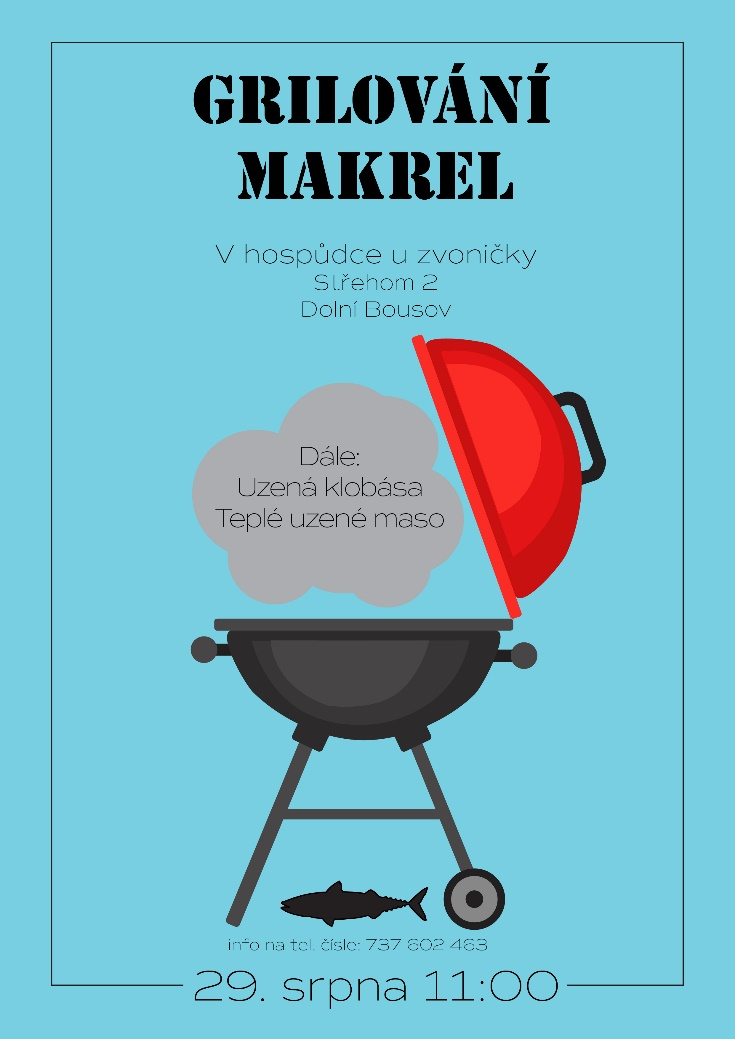 GRILOVÁNÍ
MAKREL
V hospůdce u zvoničky
Střehom 2
Dolní Bousov
Dále:
Uzená klobása
Teplé uzené maso
info na tel. čísle: 737 602 463
29. srpna 11:00